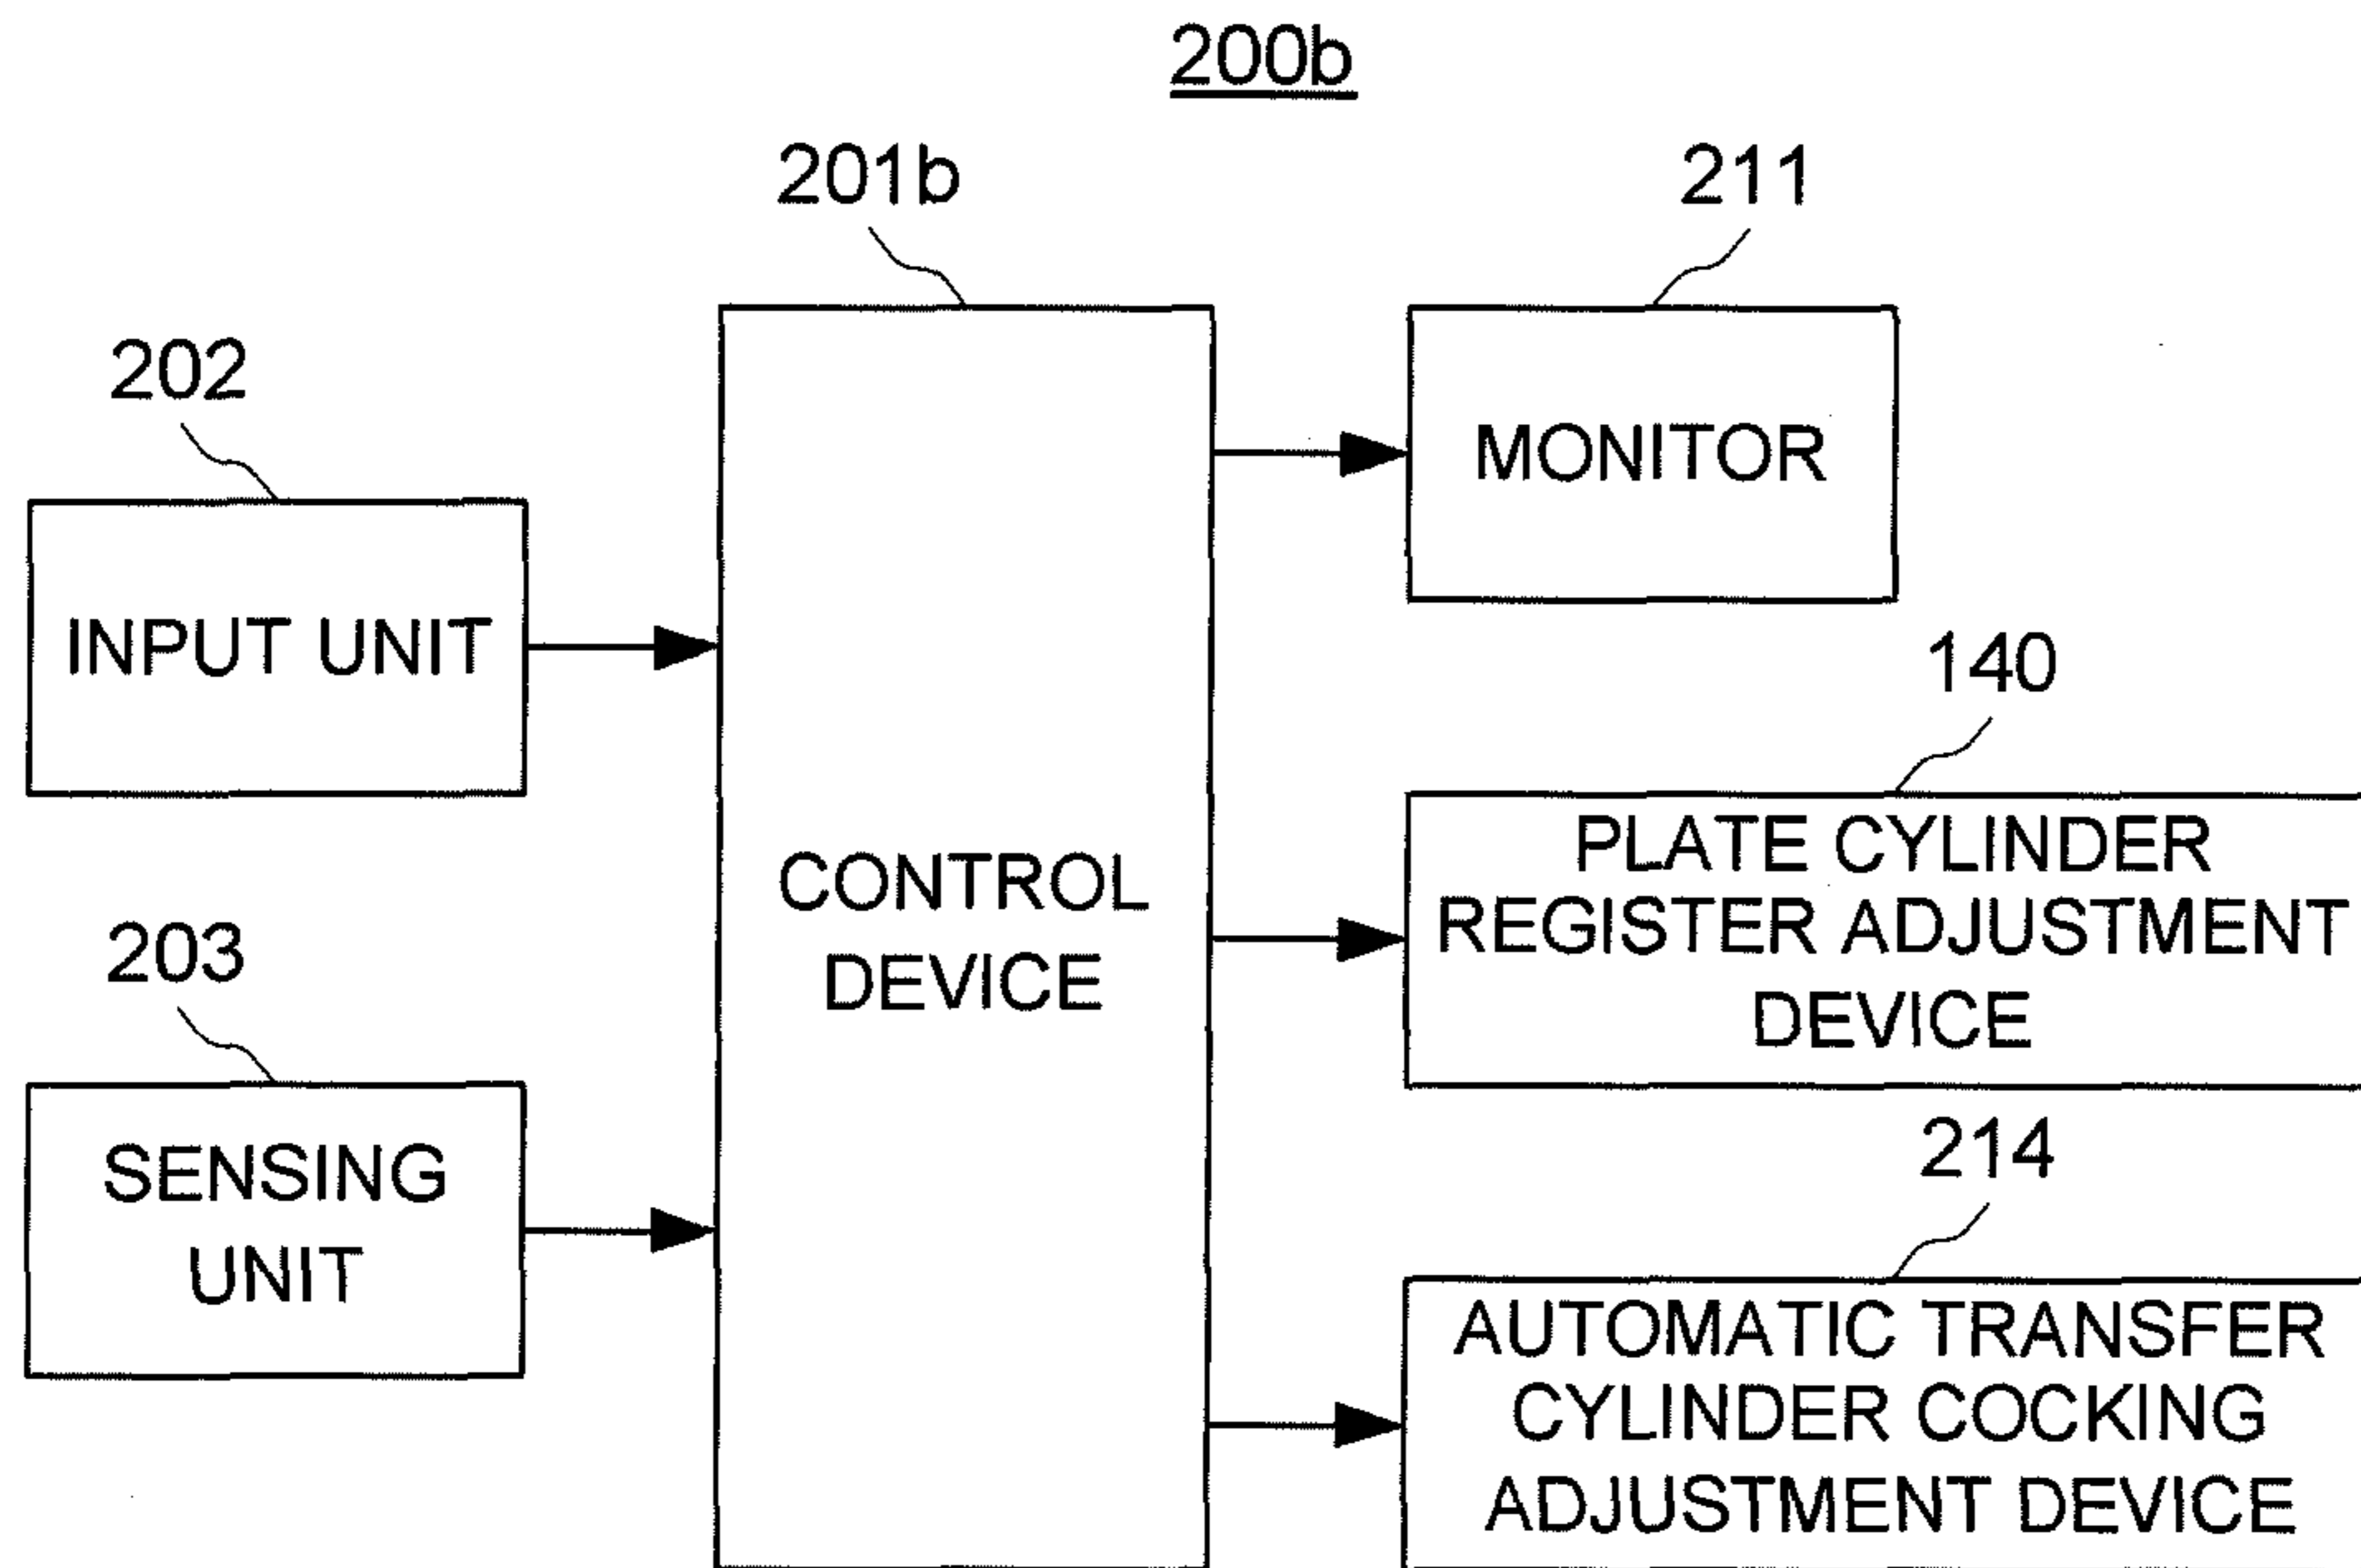 200b
201b
211
202
MONITOR
INPUT UNIT
140
PLATE CYLINDER
REGISTER ADJUSTMENT
DEVICE
CONTROL
DEVICE
203
214
SENSING
UNIT
AUTOMATIC TRANSFER
CYLINDER COCKING
ADJUSTMENT DEVICE